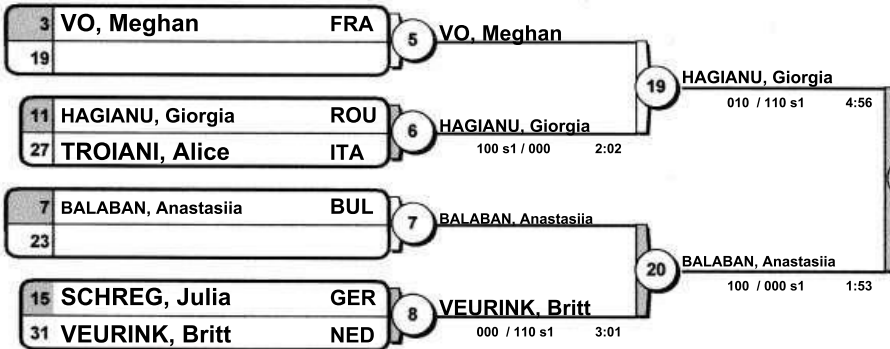 3 VO, Meghan FRA
19
5 VO, Meghan
11 HAGIANU, Giorgia ROU
27 TROIANI, Alice ITA
6 HAGIANU, Giorgia
100 s1 / 000 2:02
19 HAGIANU, Giorgia
010 / 110 s1 4:56
7 BALABAN, Anastasiia BUL
23
7 BALABAN, Anastasiia
15 SCHREG, Julia GER
31 VEURINK, Britt NED
8 VEURINK, Britt
000 / 110 s1 3:01
20 BALABAN, Anastasiia
100 / 000 s1 1:53